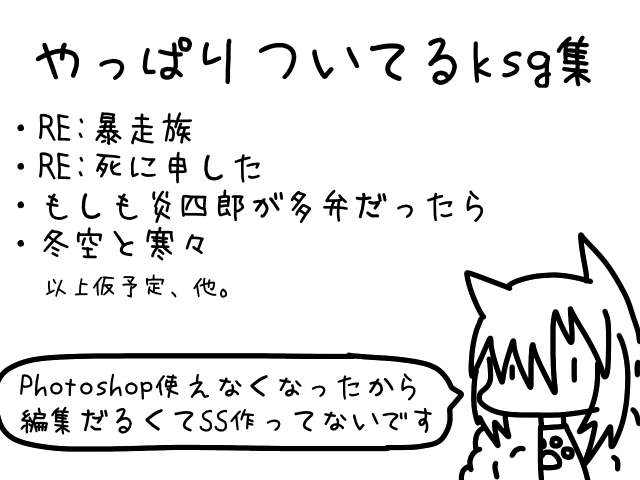 やっぱりついてるksg集
・RE:暴走族
・RE:死に申した
・もしも炎四郎が多弁だったら
・冬空と寒々
以上仮予定、他。
Photoshop使えなくなったから
編集だるくてSS作ってないです